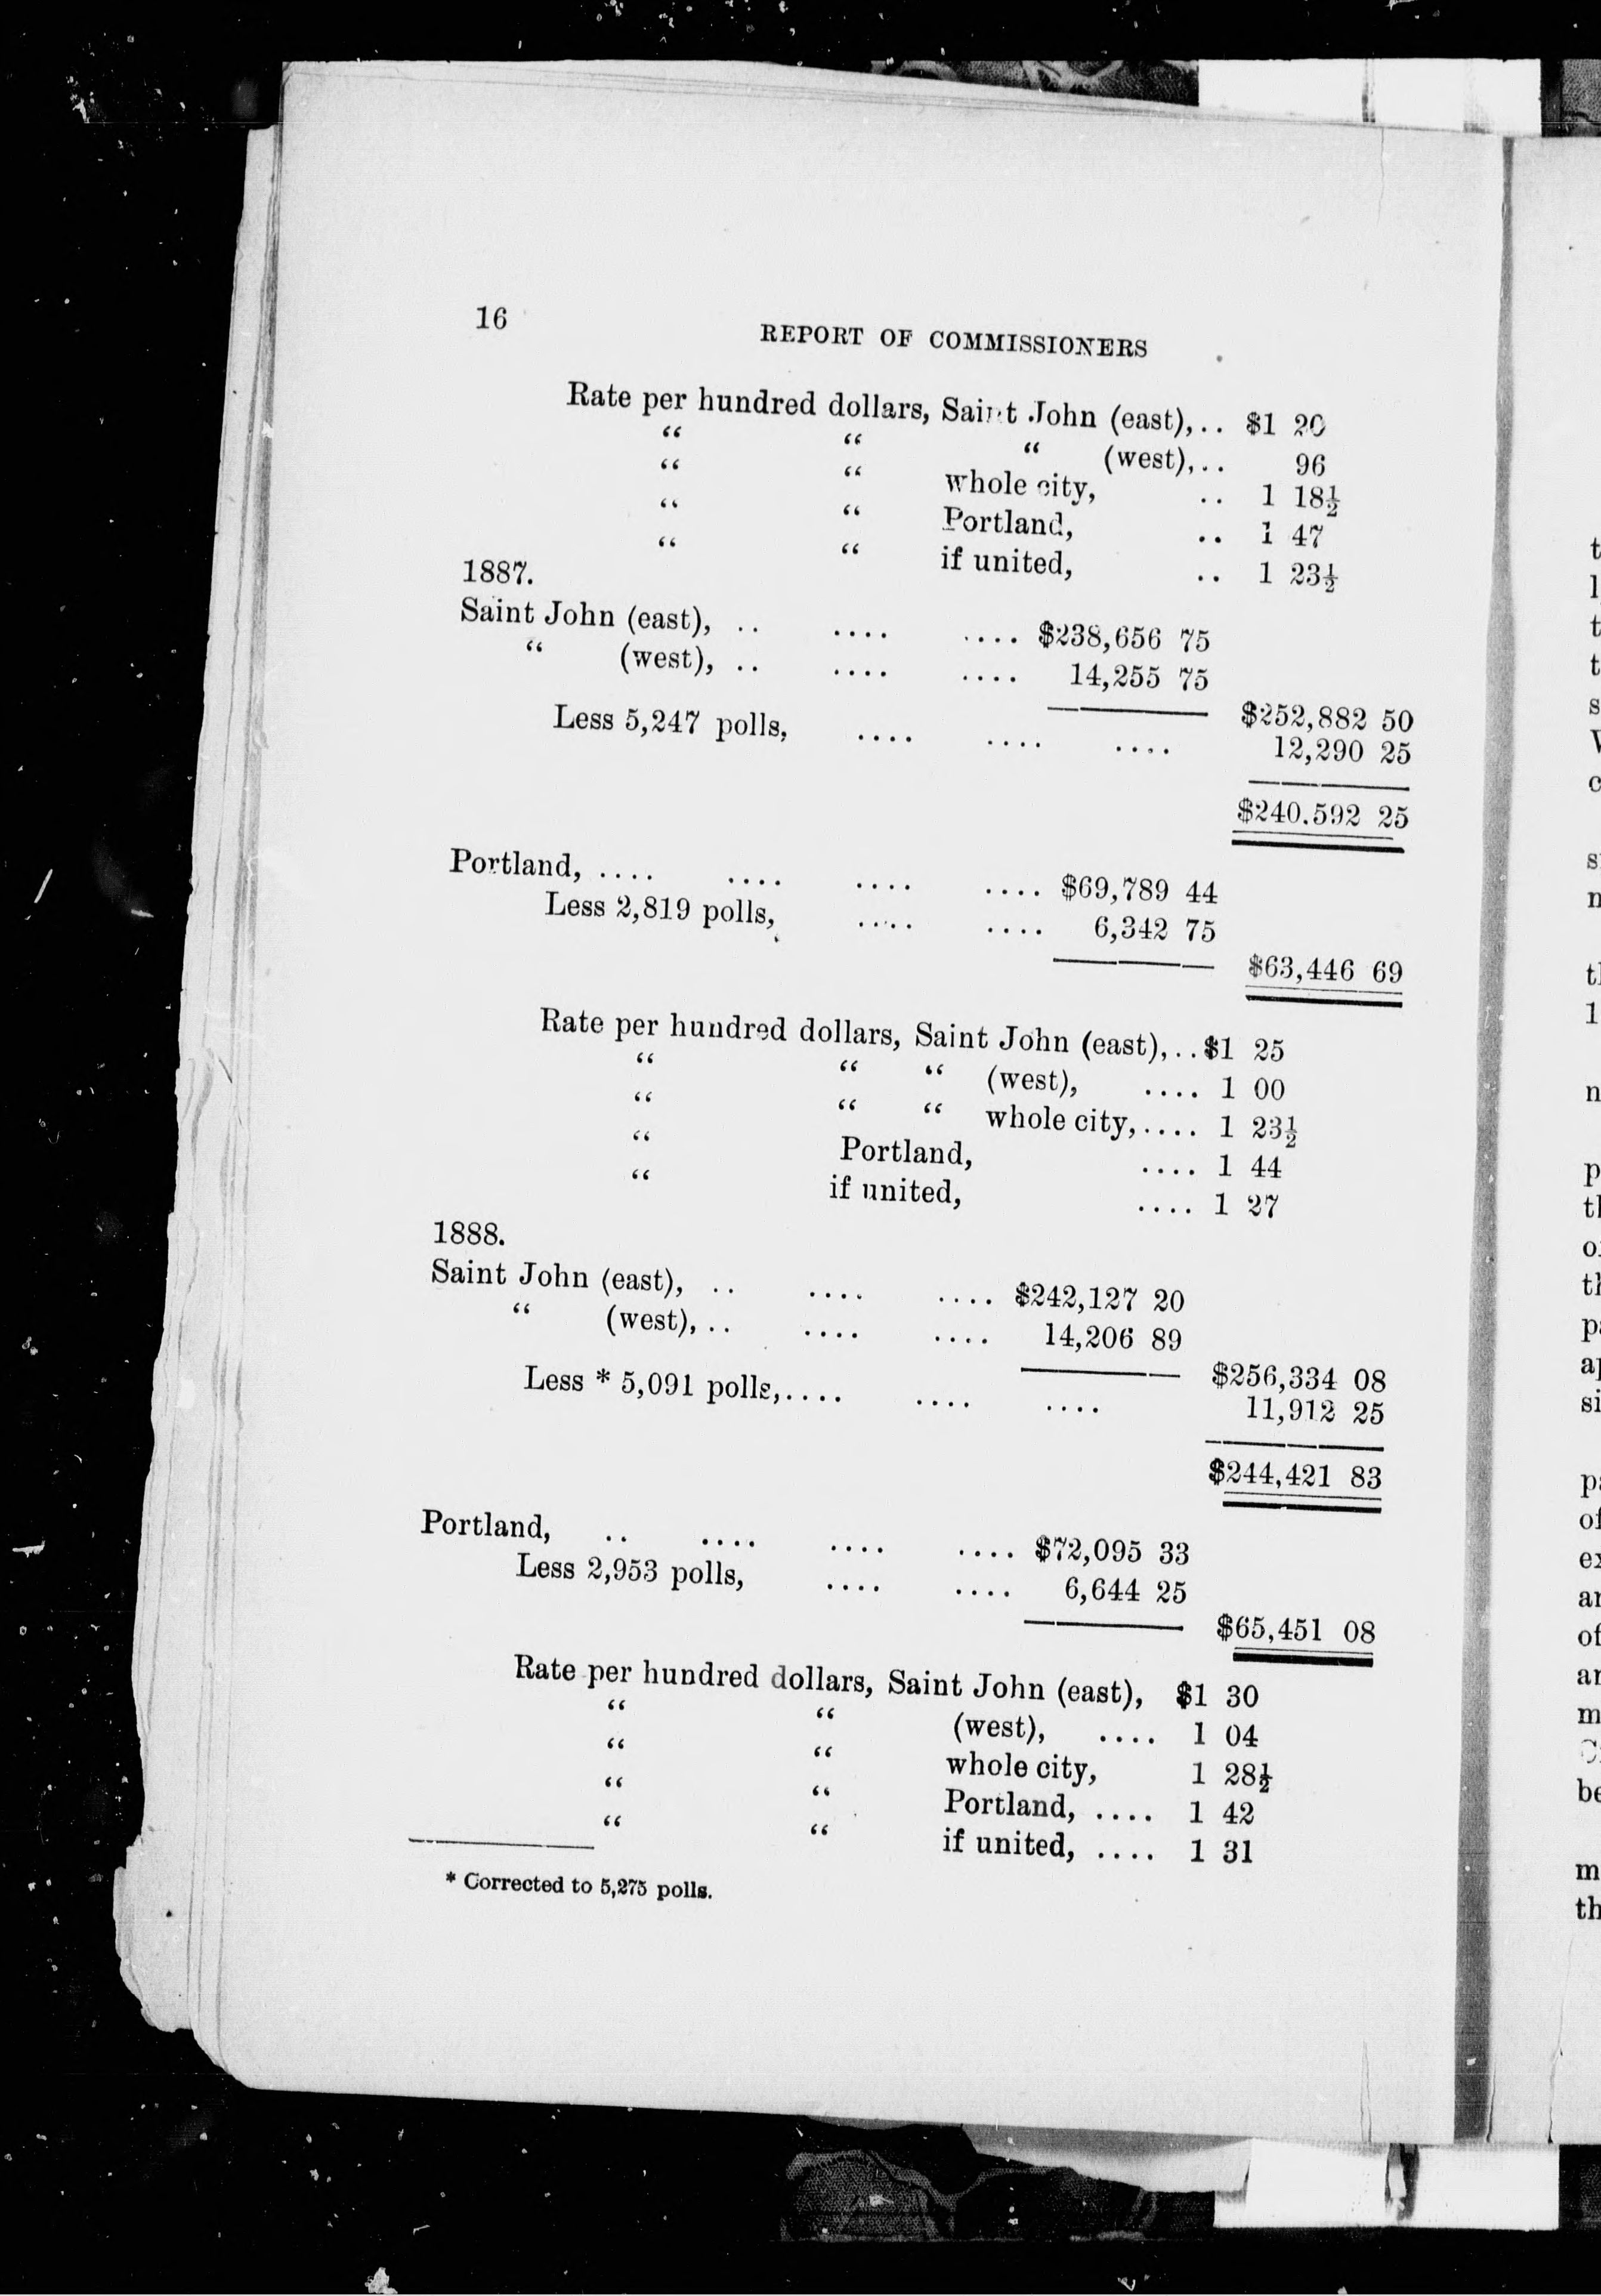 16
REPORT OF COMMISSIONERS
Rate per hundred dollars, Saint John (east), .. $1 20
“ “ “ (west), .. 96
“ “ whole city, .. 1 18½
“ “ Portland, .. 1 47
“ “ if united, .. 1 23½
1887.
Saint John (east), .. .... .... $238,656 75
“ (west), .. .... .... 14,255 75
$252,882 50
Less 5,247 polls, .... .... .... 12,290 25
$240.592 25
Portland, .... .... .... .... $69,789 44
Less 2,819 polls, .... .... 6,342 75
$63,446 69
Rate per hundred dollars, Saint John (east), .. $1 25
“ “ “ (west), .... 1 00
“ “ “ whole city, .... 1 23½
“ Portland, .... 1 44
“ if united, .... 1 27
1888.
Saint John (east), .. .... .... $242,127 20
“ (west), .. .... .... 14,206 89
$256,334 08
Less * 5,091 polls, .... .... .... 11,912 25
$244,421 83
Portland, .. .... .... .... $72,095 33
Less 2,953 polls, .... .... 6,644 25
$65,451 08
Rate per hundred dollars, Saint John (east), $1 30
“ “ (west), .... 1 04
“ “ whole city, 1 28½
“ “ Portland, .... 1 42
“ “ if united, .... 1 31
* Corrected to 5,275 polls.